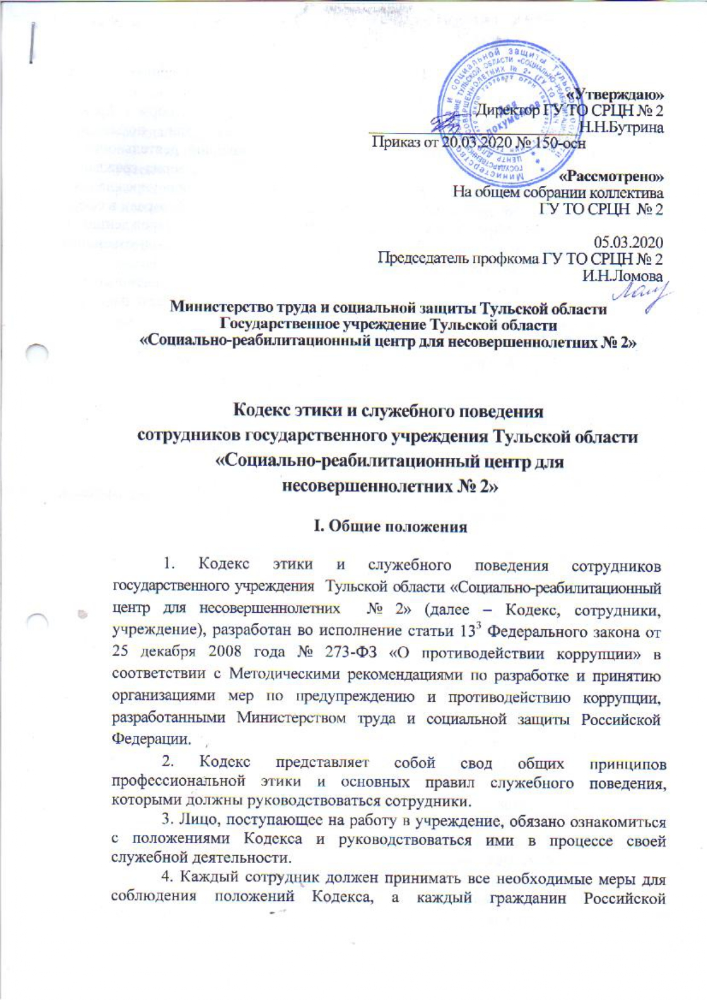 «Утверждаю»
Директор ГУ ТО СРЦН № 2
Н.Н.Бутрина
Приказ от 20.03.2020 № 150-осн
Для документов
«Рассмотрено»
На общем собрании коллектива
ГУ ТО СРЦН № 2
05.03.2020
Председатель профкома ГУ ТО СРЦН № 2
И.Н.Ломова
Министерство труда и социальной защиты Тульской области
Государственное учреждение Тульской области
«Социально-реабилитационный центр для несовершеннолетних № 2»
Кодекс этики и служебного поведения
сотрудников государственного учреждения Тульской области
«Социально-реабилитационный центр для
несовершеннолетних № 2»
I. Общие положения
1. Кодекс этики и служебного поведения сотрудников
государственного учреждения Тульской области «Социально-реабилитационный
центр для несовершеннолетних № 2» (далее – Кодекс, сотрудники,
учреждение), разработан во исполнение статьи 13³ Федерального закона от
25 декабря 2008 года № 273-ФЗ «О противодействии коррупции» в
соответствии с Методическими рекомендациями по разработке и принятию
организациями мер по предупреждению и противодействию коррупции,
разработанными Министерством труда и социальной защиты Российской
Федерации.
2. Кодекс представляет собой свод общих принципов
профессиональной этики и основных правил служебного поведения,
которыми должны руководствоваться сотрудники.
3. Лицо, поступающее на работу в учреждение, обязано ознакомиться
с положениями Кодекса и руководствоваться ими в процессе своей
служебной деятельности.
4. Каждый сотрудник должен принимать все необходимые меры для
соблюдения положений Кодекса, а каждый гражданин Российской